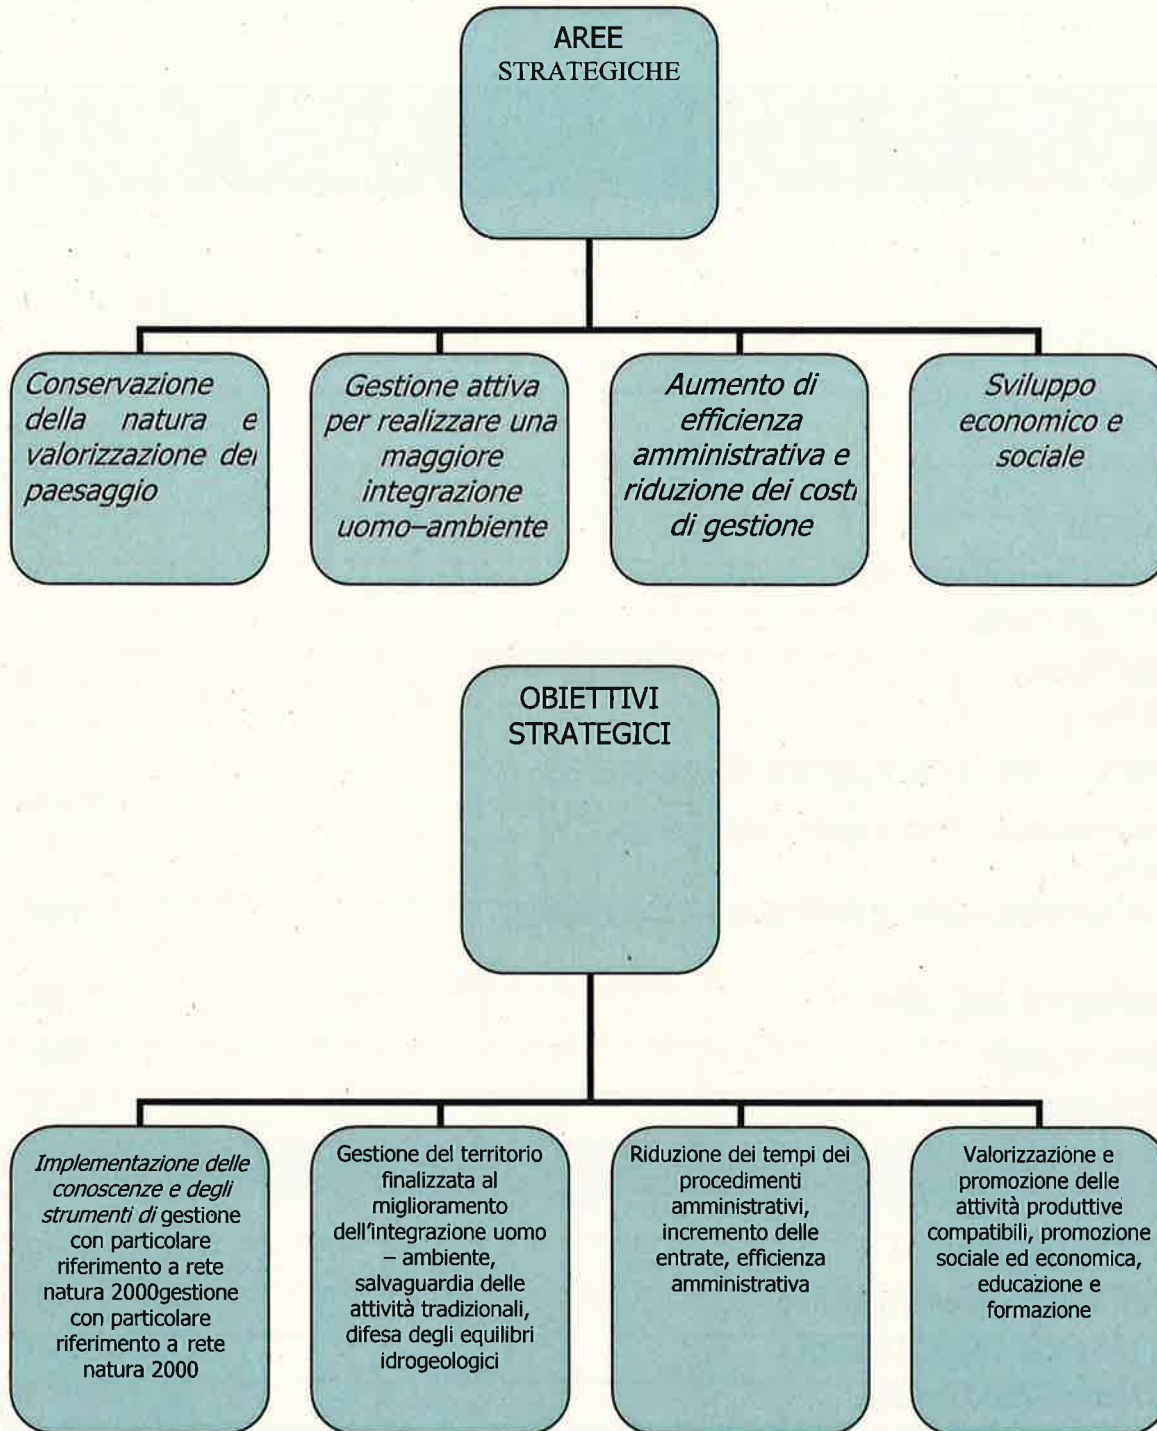 AREE
STRATEGICHE
Conservazione
della natura e
valorizzazione del
paesaggio
Gestione attiva
per realizzare una
maggiore
integrazione
uomo–ambiente
Aumento di
efficienza
amministrativa e
riduzione dei costi
di gestione
Sviluppo
economico e
sociale
OBIETTIVI
STRATEGICI
Implementazione delle
conoscenze e degli
strumenti di gestione
con particolare
riferimento a rete
natura 2000gestione
con particolare
riferimento a rete
natura 2000
Gestione del territorio
finalizzata al
miglioramento
dell'integrazione uomo
– ambiente,
salvaguardia delle
attività tradizionali,
difesa degli equilibri
idrogeologici
Riduzione dei tempi dei
procedimenti
amministrativi,
incremento delle
entrate, efficienza
amministrativa
Valorizzazione e
promozione delle
attività produttive
compatibili, promozione
sociale ed economica,
educazione e
formazione